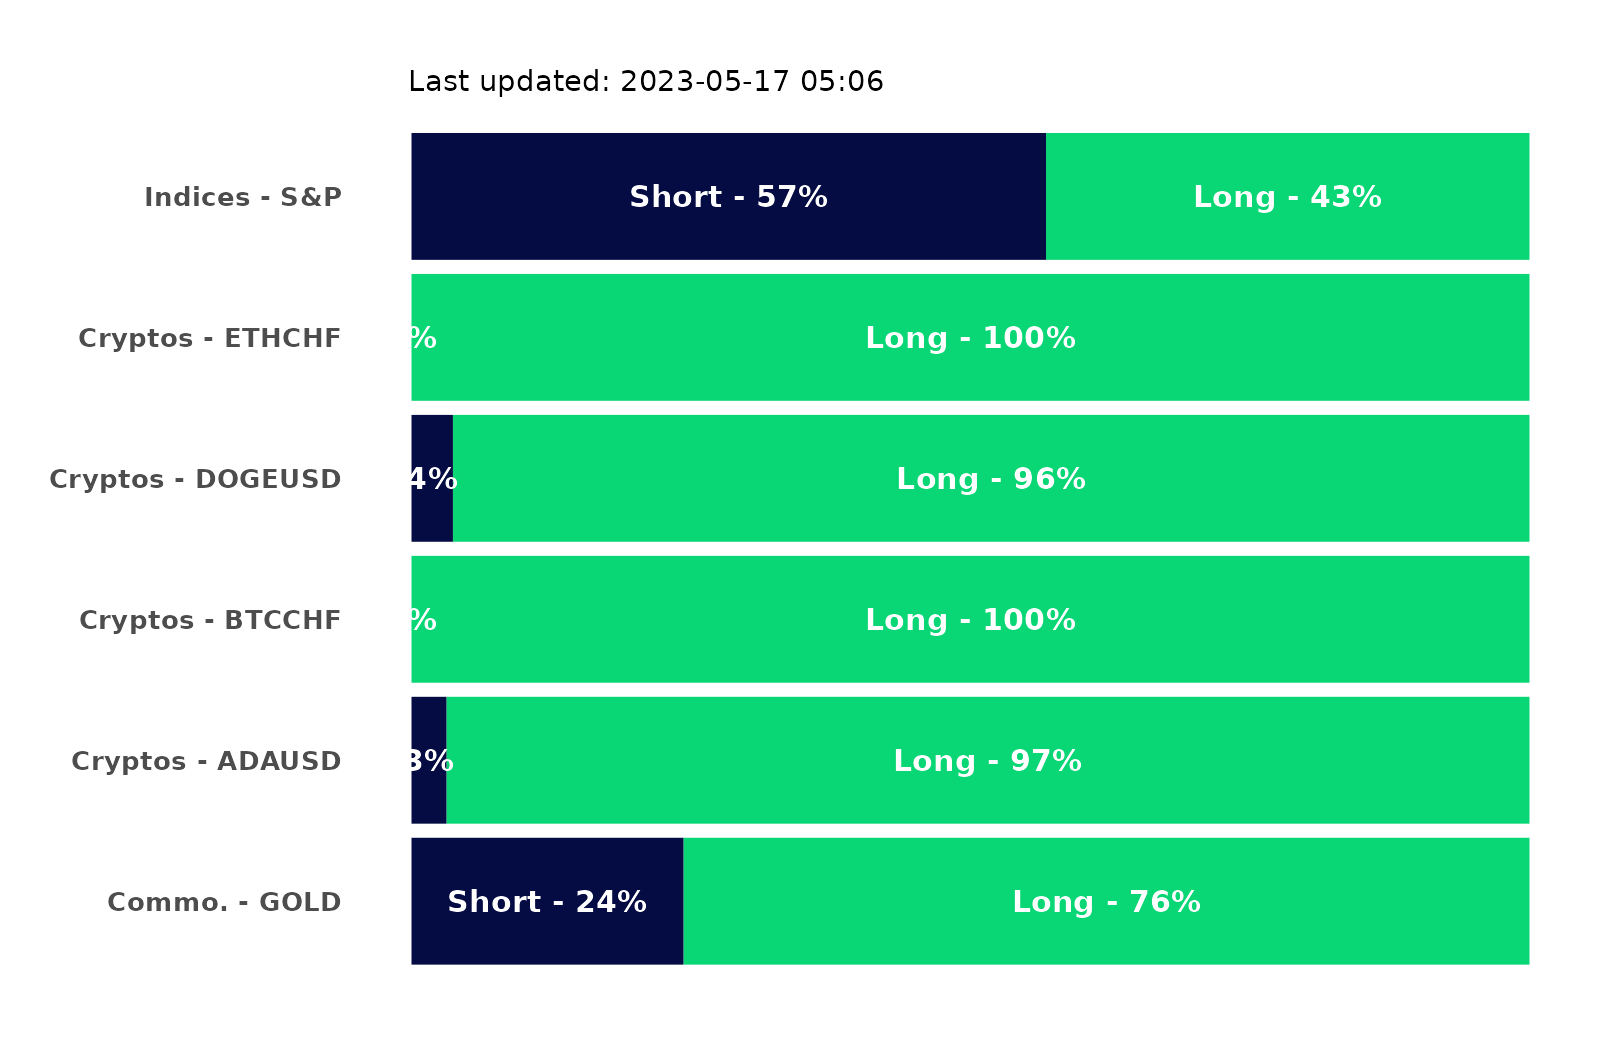 Last updated: 2023-05-17 05:06
Indices - S&P Short - 57% Long - 43%
Cryptos - ETHCHF % Long - 100%
Cryptos - DOGEUSD 4% Long - 96%
Cryptos - BTCCHF % Long - 100%
Cryptos - ADAUSD 3% Long - 97%
Commo. - GOLD Short - 24% Long - 76%